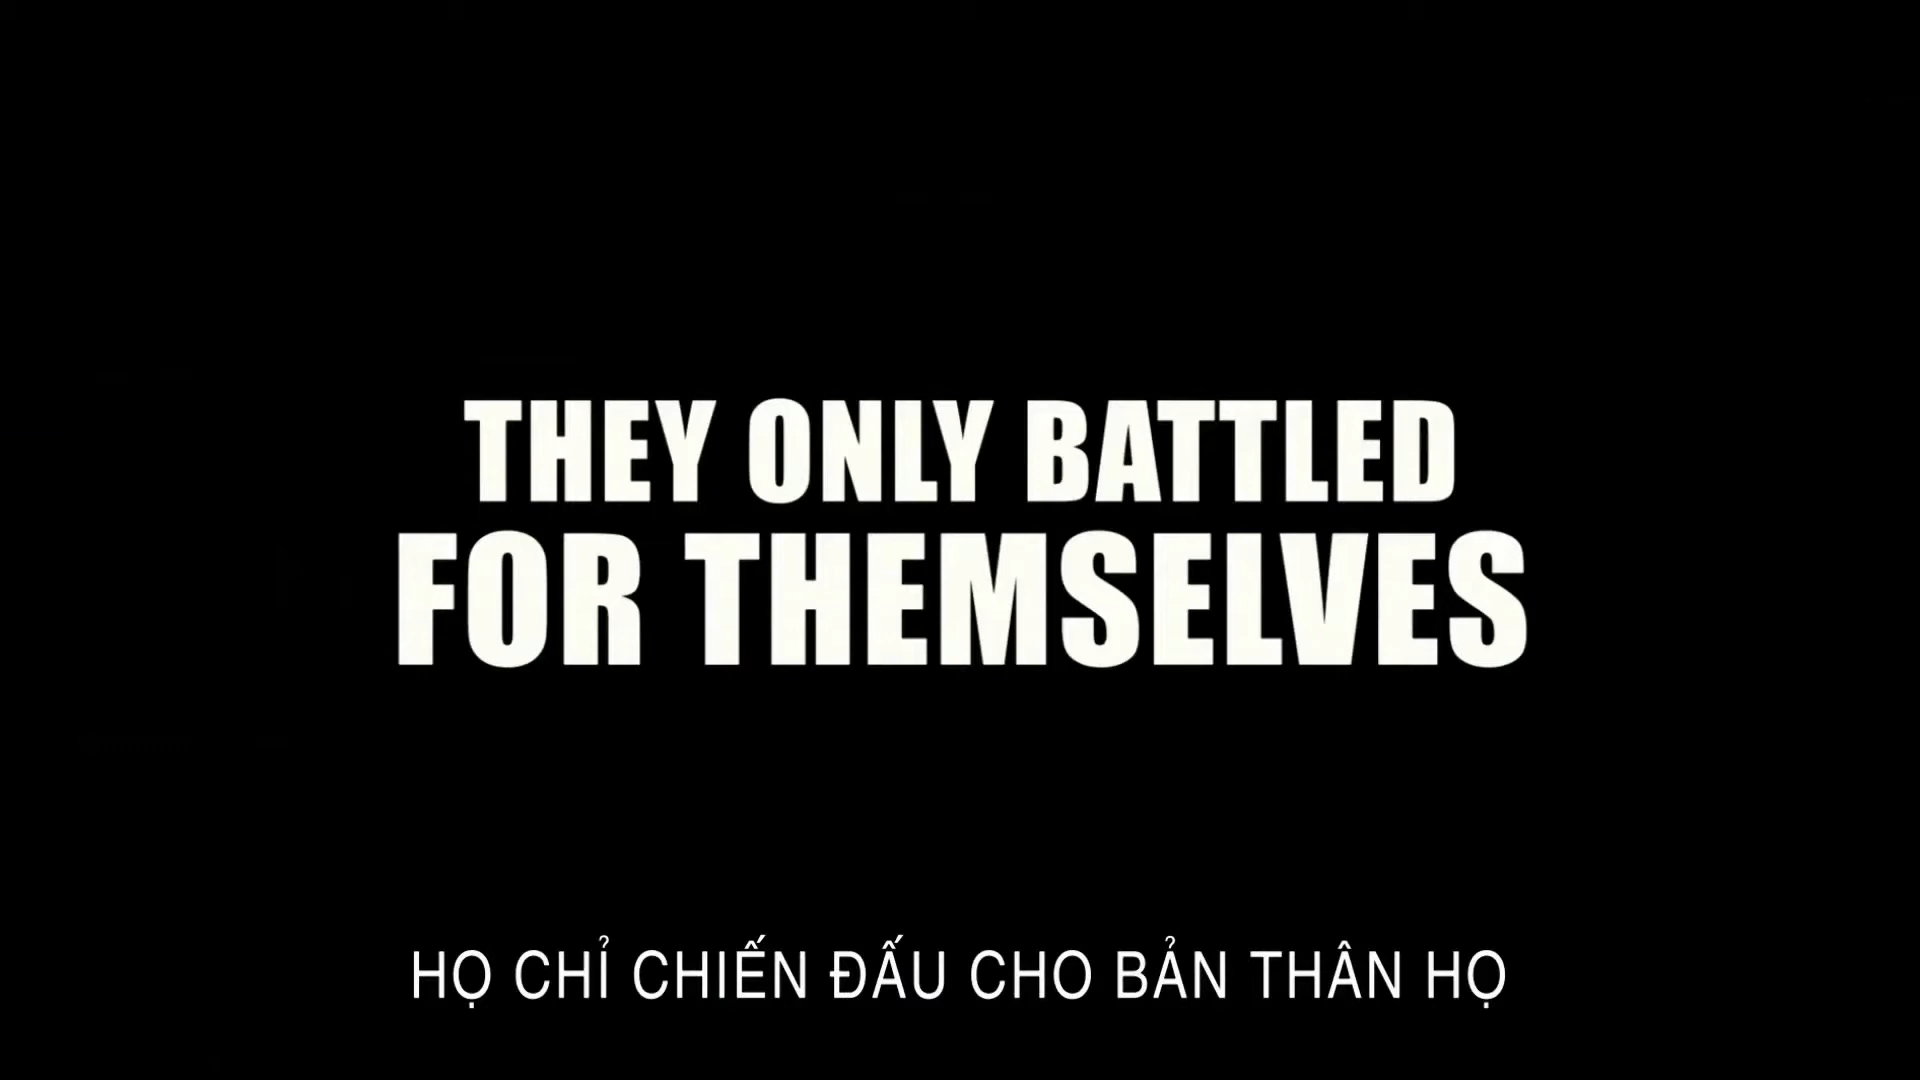 THEY ONLY BATTLED
FOR THEMSELVES
HỌ CHỈ CHIẾN ĐẤU CHO BẢN THÂN HỌ